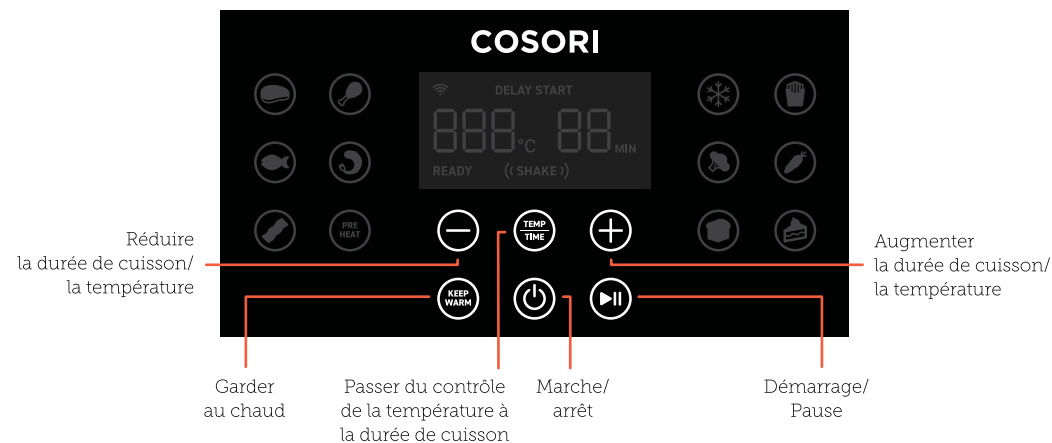 COSORI
DELAY START
888 °C 88 MIN
READY ((SHAKE))
PRE
HEAT
TEMP
TIME
KEEP
WARM
Réduire
la durée de cuisson/
la température
Augmenter
la durée de cuisson/
la température
Garder
au chaud
Passer du contrôle
de la température à
la durée de cuisson
Marche/
arrêt
Démarrage/
Pause